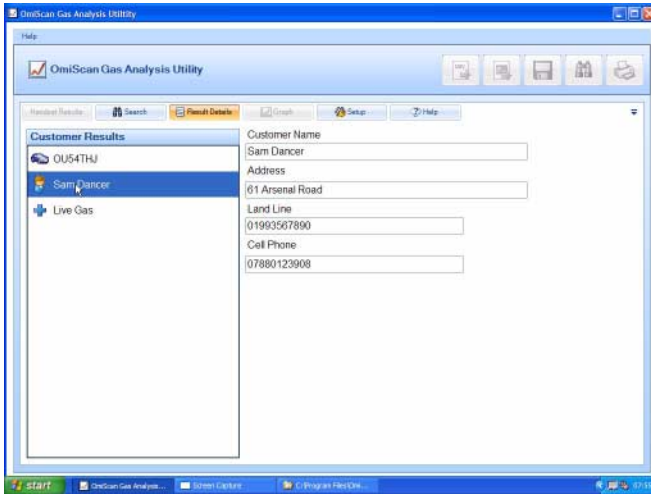 OmiScan Gas Analysis Utility
Help
OmiScan Gas Analysis Utility
Handset Results Search Result Details Graph Setup Help
Customer Results
OU54THJ
Sam Dancer
Live Gas
Customer Name
Sam Dancer
Address
61 Arsenal Road
Land Line
01993567890
Cell Phone
07880123908
start OmiScan Gas Analysis... Screen Capture C:\Program Files\Omi...